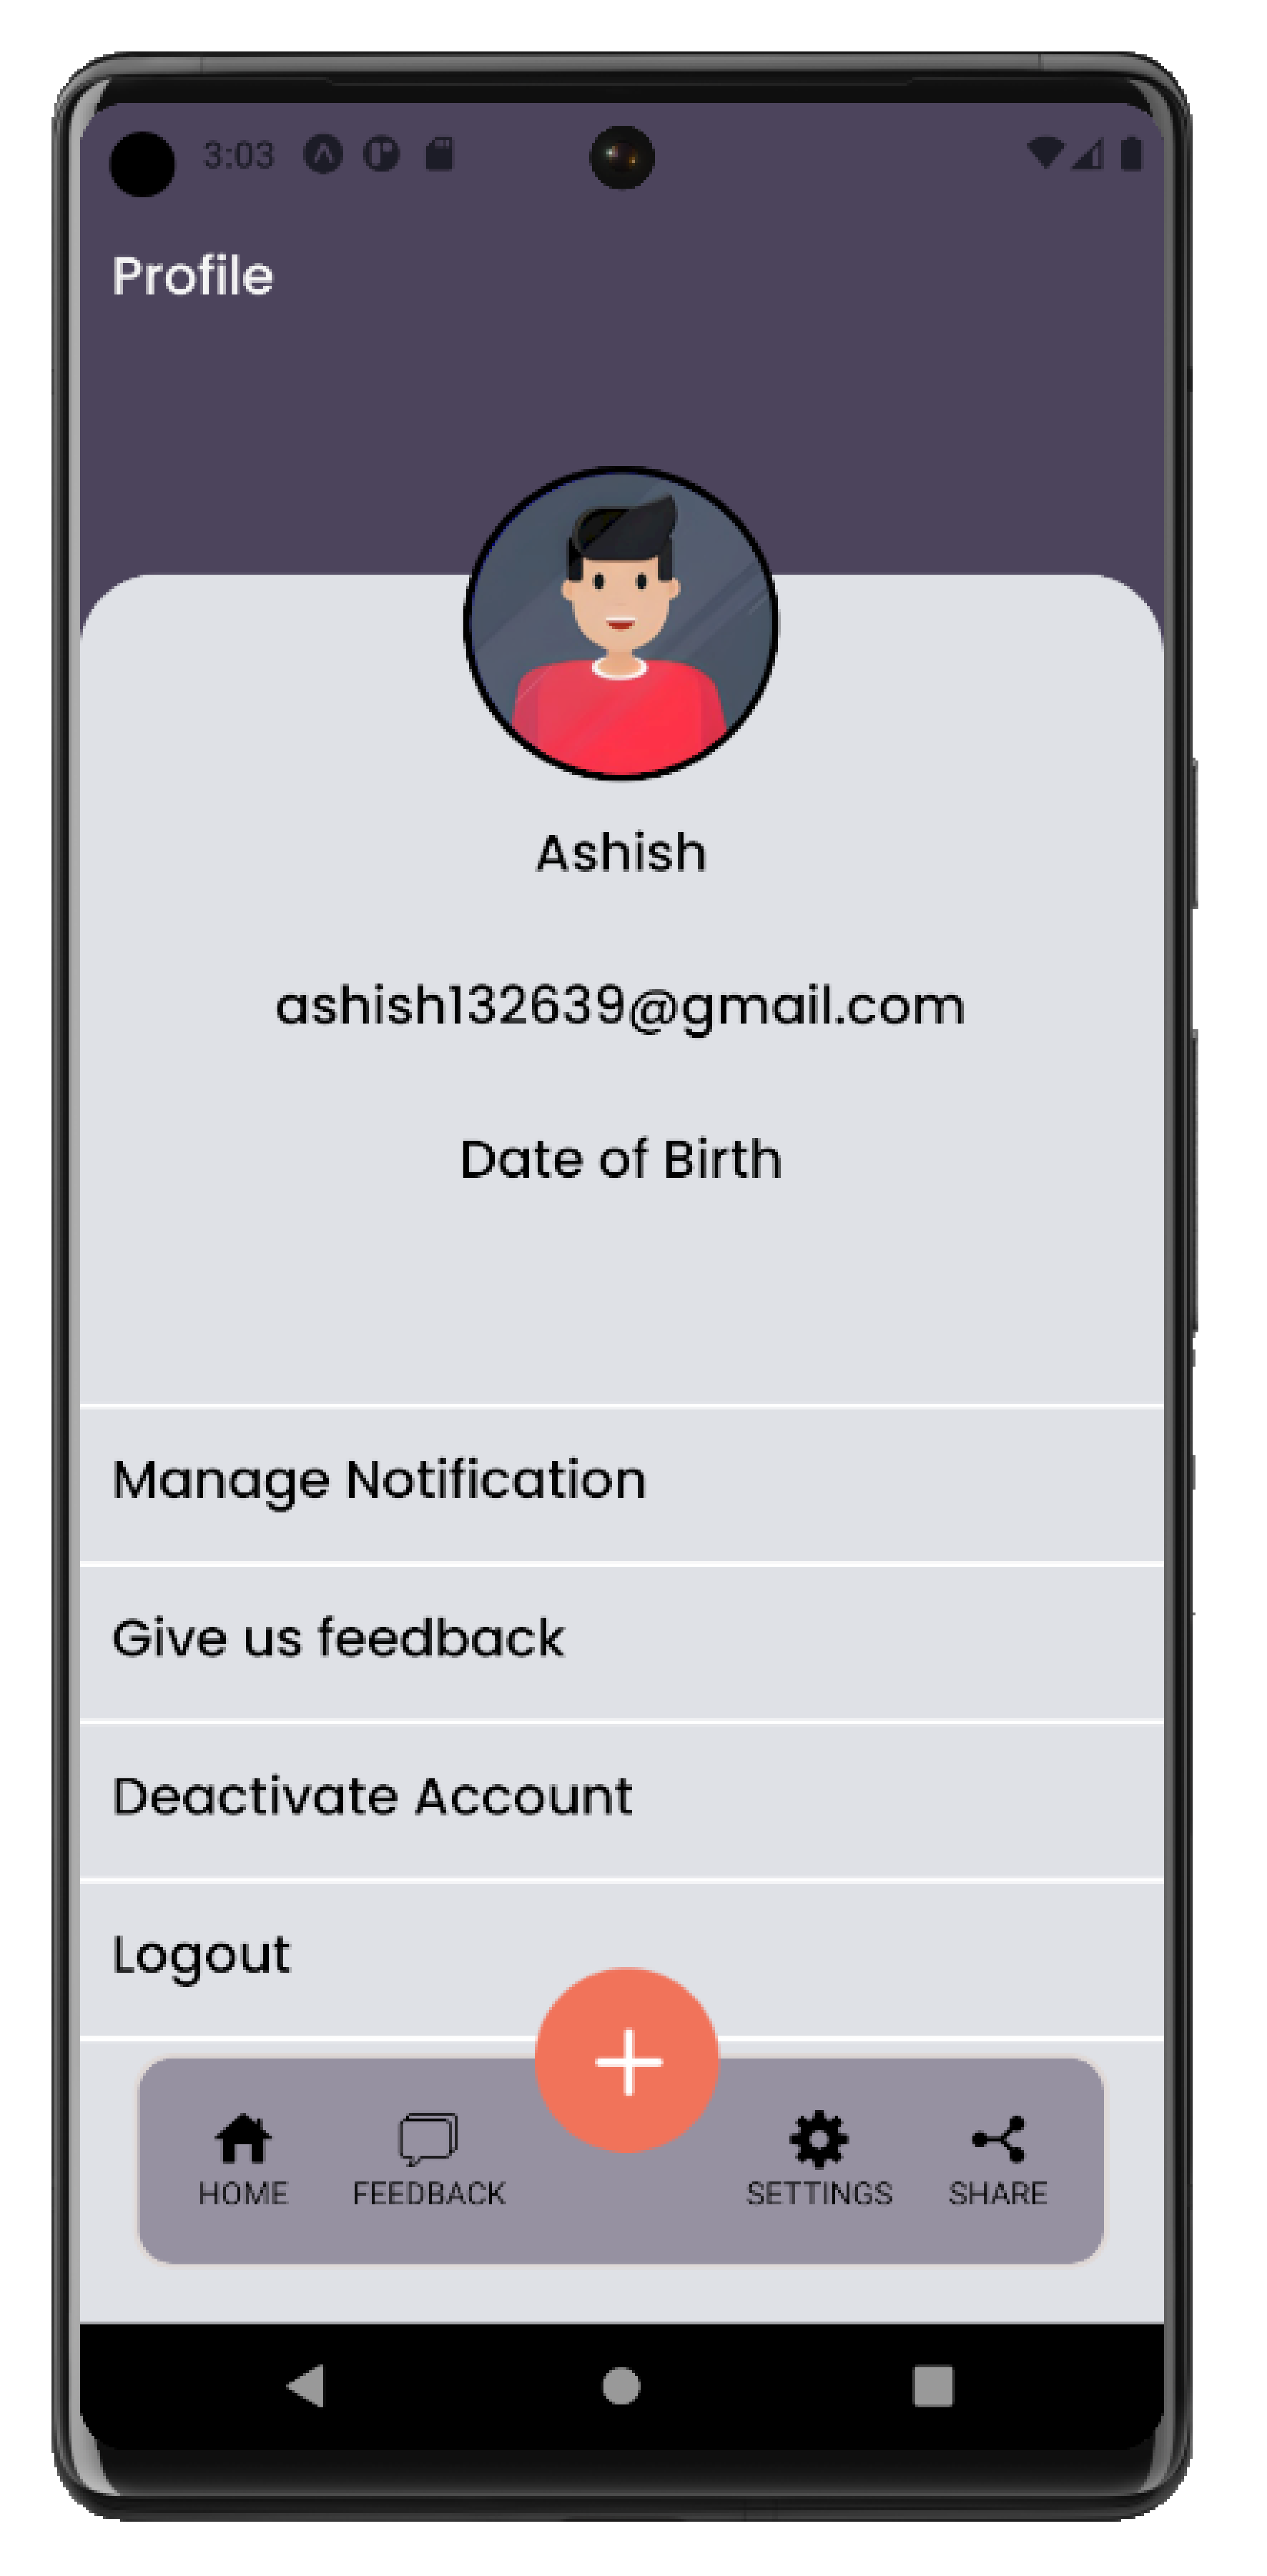 3:03
Profile
Ashish
ashish132639@gmail.com
Date of Birth
Manage Notification
Give us feedback
Deactivate Account
Logout
HOME FEEDBACK SETTINGS SHARE